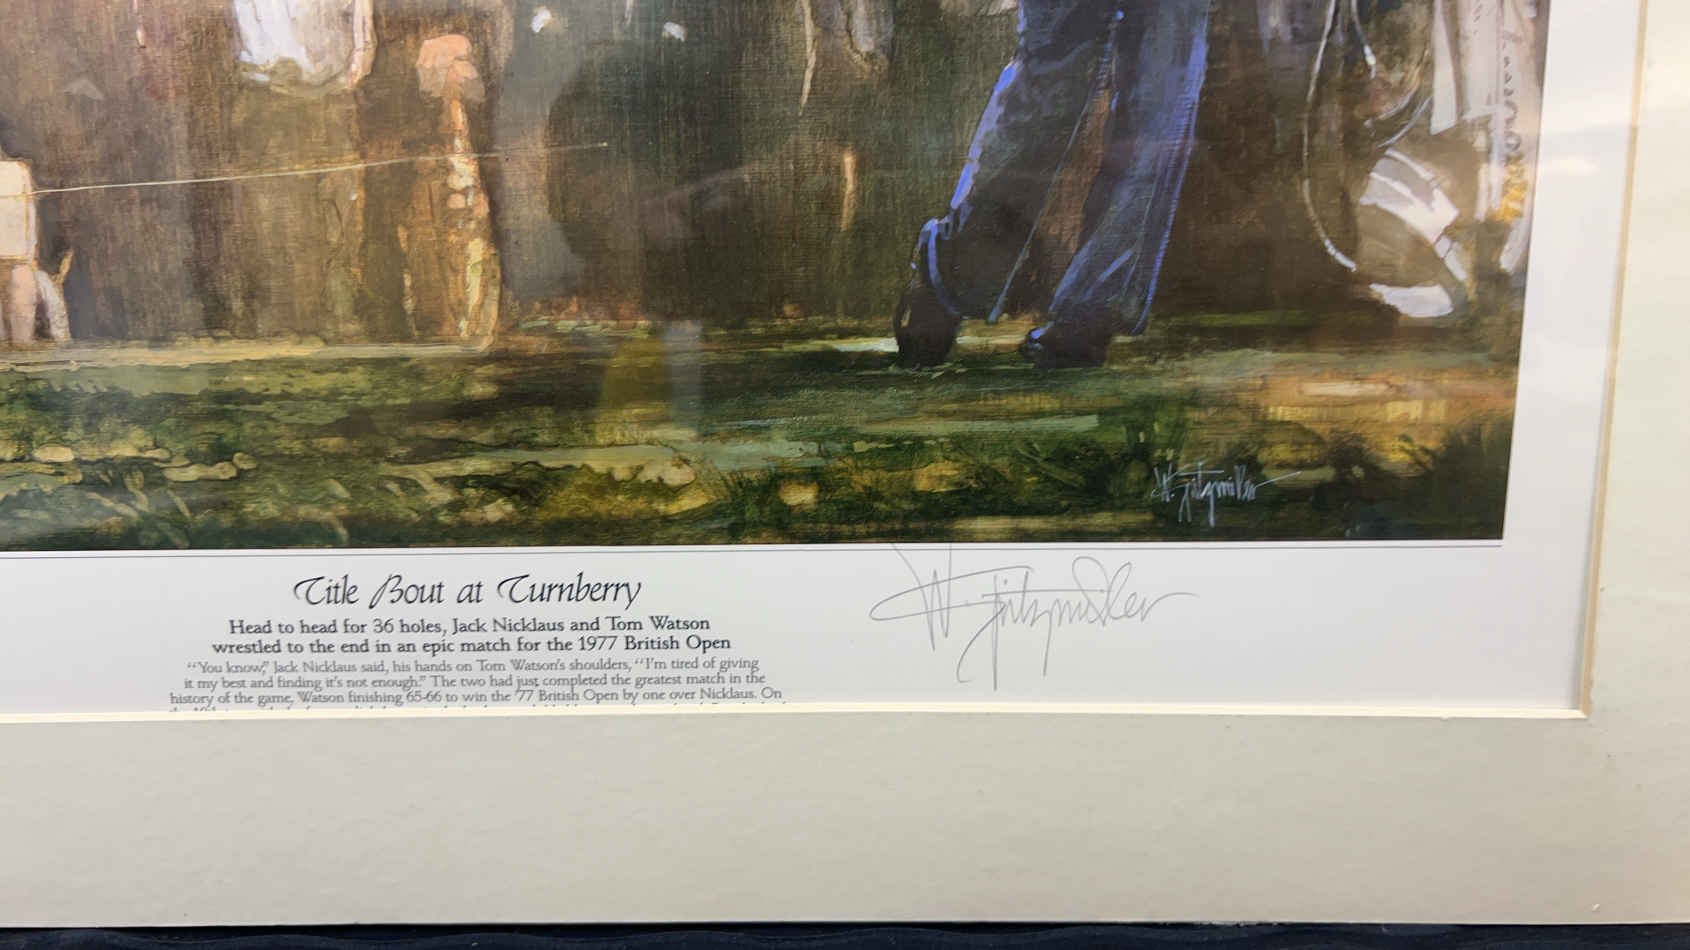 W. Fitzmiller
Title Bout at Turnberry
W. Fitzmiller
Head to head for 36 holes, Jack Nicklaus and Tom Watson
wrestled to the end in an epic match for the 1977 British Open
“You know,” Jack Nicklaus said, his hands on Tom Watson's shoulders, “I'm tired of giving
it my best and finding it's not enough.” The two had just completed the greatest match in the
history of the game, Watson finishing 65-66 to win the '77 British Open by one over Nicklaus. On